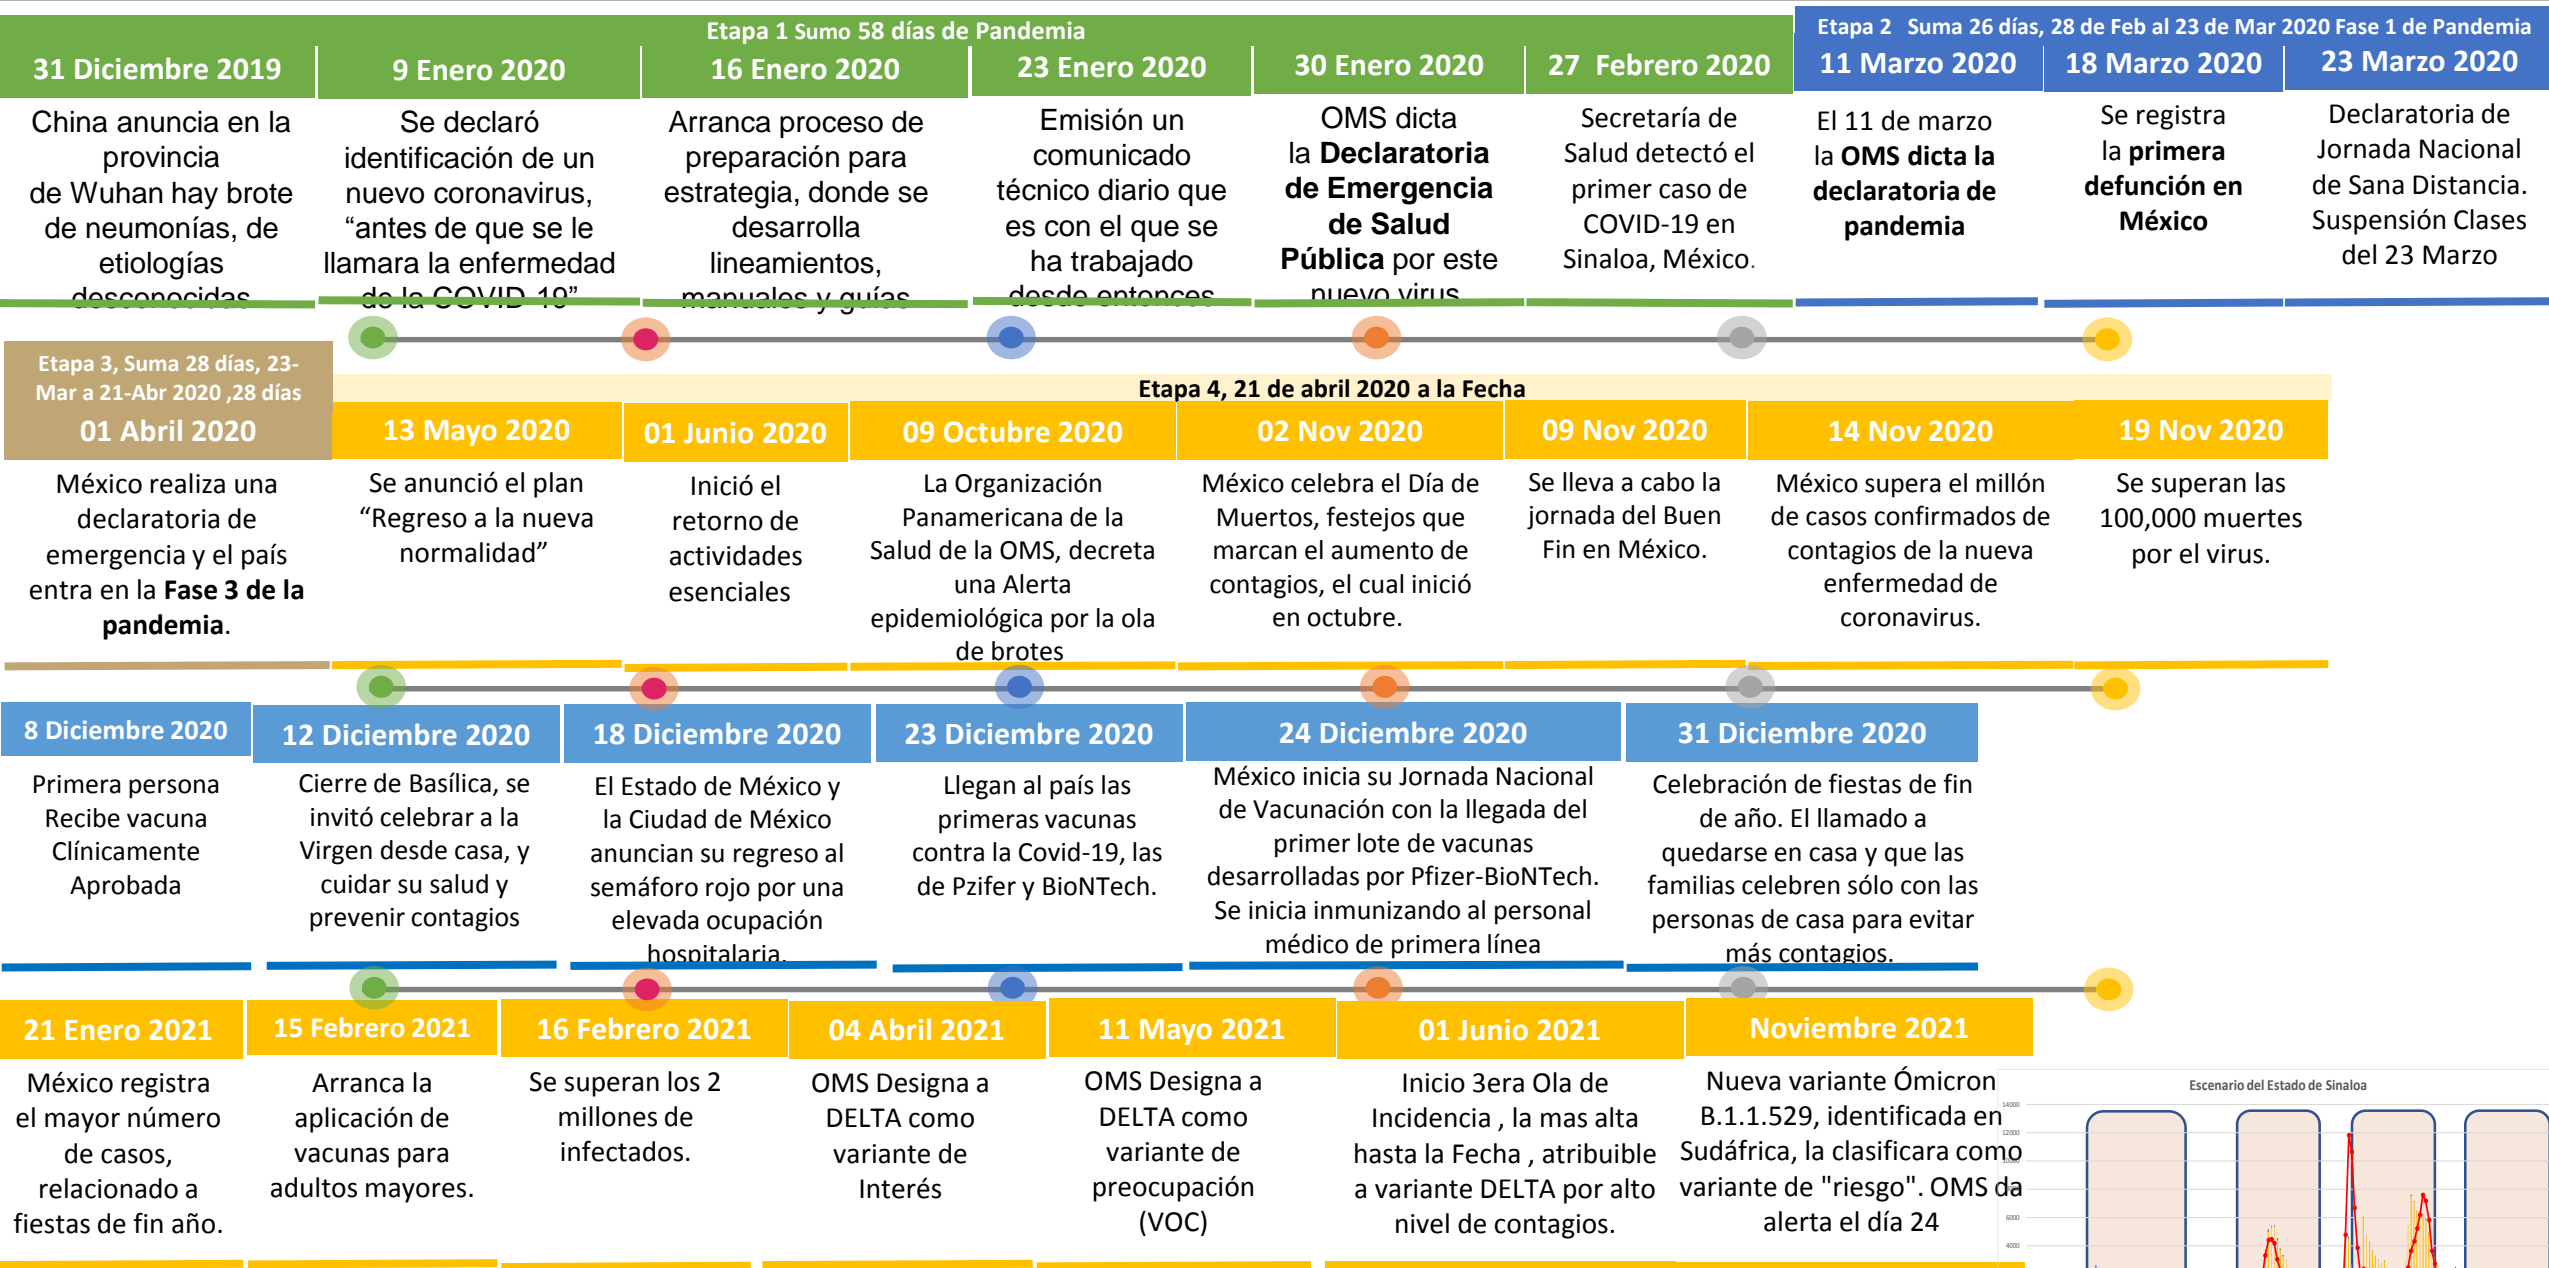 Etapa 1 Sumo 58 días de Pandemia
Etapa 2 Suma 26 días, 28 de Feb al 23 de Mar 2020 Fase 1 de Pandemia
31 Diciembre 2019
China anuncia en la
provincia
de Wuhan hay brote
de neumonías, de
etiologías
desconocidas
9 Enero 2020
Se declaró
identificación de un
nuevo coronavirus,
“antes de que se le
llamara la enfermedad
de la COVID-19”
16 Enero 2020
Arranca proceso de
preparación para
estrategia, donde se
desarrolla
lineamientos,
manuales y guías
23 Enero 2020
Emisión un
comunicado
técnico diario que
es con el que se
ha trabajado
desde entonces
30 Enero 2020
OMS dicta
la Declaratoria
de Emergencia
de Salud
Pública por este
nuevo virus
27 Febrero 2020
Secretaría de
Salud detectó el
primer caso de
COVID-19 en
Sinaloa, México.
11 Marzo 2020
El 11 de marzo
la OMS dicta la
declaratoria de
pandemia
18 Marzo 2020
Se registra
la primera
defunción en
México
23 Marzo 2020
Declaratoria de
Jornada Nacional
de Sana Distancia.
Suspensión Clases
del 23 Marzo
Etapa 3, Suma 28 días, 23-
Mar a 21-Abr 2020 ,28 días
Etapa 4, 21 de abril 2020 a la Fecha
01 Abril 2020
México realiza una
declaratoria de
emergencia y el país
entra en la Fase 3 de la
pandemia.
13 Mayo 2020
Se anunció el plan
“Regreso a la nueva
normalidad”
01 Junio 2020
Inició el
retorno de
actividades
esenciales
09 Octubre 2020
La Organización
Panamericana de la
Salud de la OMS, decreta
una Alerta
epidemiológica por la ola
de brotes
02 Nov 2020
México celebra el Día de
Muertos, festejos que
marcan el aumento de
contagios, el cual inició
en octubre.
09 Nov 2020
Se lleva a cabo la
jornada del Buen
Fin en México.
14 Nov 2020
México supera el millón
de casos confirmados de
contagios de la nueva
enfermedad de
coronavirus.
19 Nov 2020
Se superan las
100,000 muertes
por el virus.
8 Diciembre 2020
Primera persona
Recibe vacuna
Clínicamente
Aprobada
12 Diciembre 2020
Cierre de Basílica, se
invitó celebrar a la
Virgen desde casa, y
cuidar su salud y
prevenir contagios
18 Diciembre 2020
El Estado de México y
la Ciudad de México
anuncian su regreso al
semáforo rojo por una
elevada ocupación
hospitalaria.
23 Diciembre 2020
Llegan al país las
primeras vacunas
contra la Covid-19, las
de Pzifer y BioNTech.
24 Diciembre 2020
México inicia su Jornada Nacional
de Vacunación con la llegada del
primer lote de vacunas
desarrolladas por Pfizer-BioNTech.
Se inicia inmunizando al personal
médico de primera línea
31 Diciembre 2020
Celebración de fiestas de fin
de año. El llamado a
quedarse en casa y que las
familias celebren sólo con las
personas de casa para evitar
más contagios.
21 Enero 2021
México registra
el mayor número
de casos,
relacionado a
fiestas de fin año.
15 Febrero 2021
Arranca la
aplicación de
vacunas para
adultos mayores.
16 Febrero 2021
Se superan los 2
millones de
infectados.
04 Abril 2021
OMS Designa a
DELTA como
variante de
Interés
11 Mayo 2021
OMS Designa a
DELTA como
variante de
preocupación
(VOC)
01 Junio 2021
Inicio 3era Ola de
Incidencia , la mas alta
hasta la Fecha , atribuible
a variante DELTA por alto
nivel de contagios.
Noviembre 2021
Nueva variante Ómicron
B.1.1.529, identificada en
Sudáfrica, la clasificara como
variante de "riesgo". OMS da
alerta el día 24
Escenario del Estado de Sinaloa
14000
12000
6000
4000